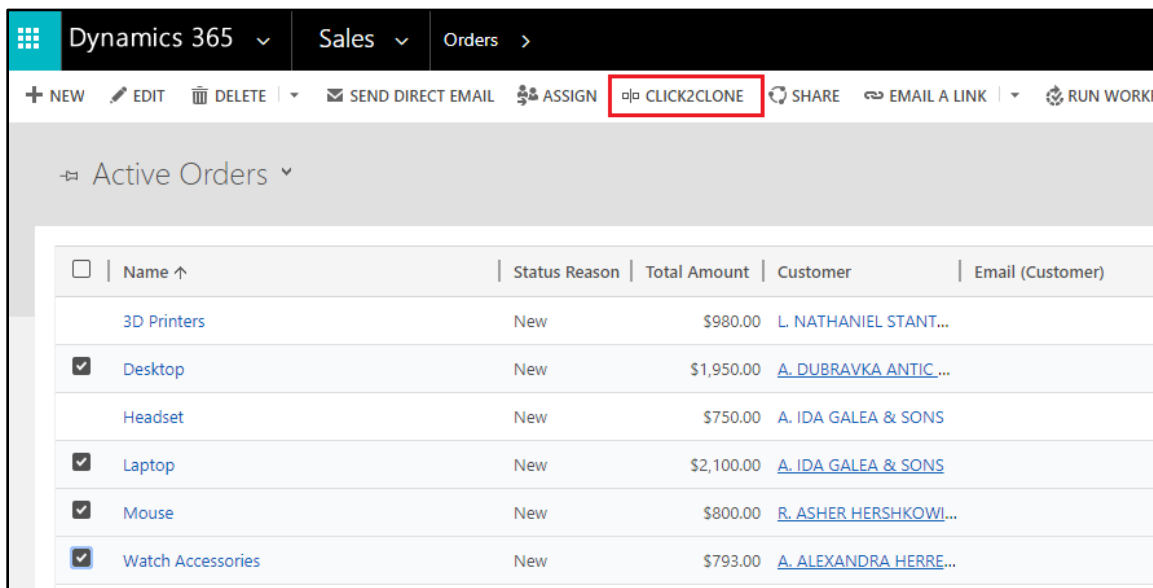 Dynamics 365 Sales Orders
NEW EDIT DELETE SEND DIRECT EMAIL ASSIGN CLICK2CLONE SHARE EMAIL A LINK RUN WORK
Active Orders
Name Status Reason Total Amount Customer Email (Customer)
3D Printers New $980.00 L. NATHANIEL STANT...
Desktop New $1,950.00 A. DUBRAVKA ANTIC ...
Headset New $750.00 A. IDA GALEA & SONS
Laptop New $2,100.00 A. IDA GALEA & SONS
Mouse New $800.00 R. ASHER HERSHKOWI...
Watch Accessories New $793.00 A. ALEXANDRA HERRE...